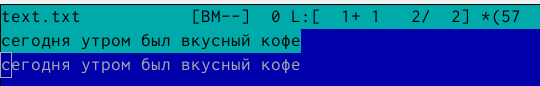 text.txt [BM--] 0 L:[ 1+ 1 2/ 2] *(57
сегодня утром был вкусный кофе
сегодня утром был вкусный кофе